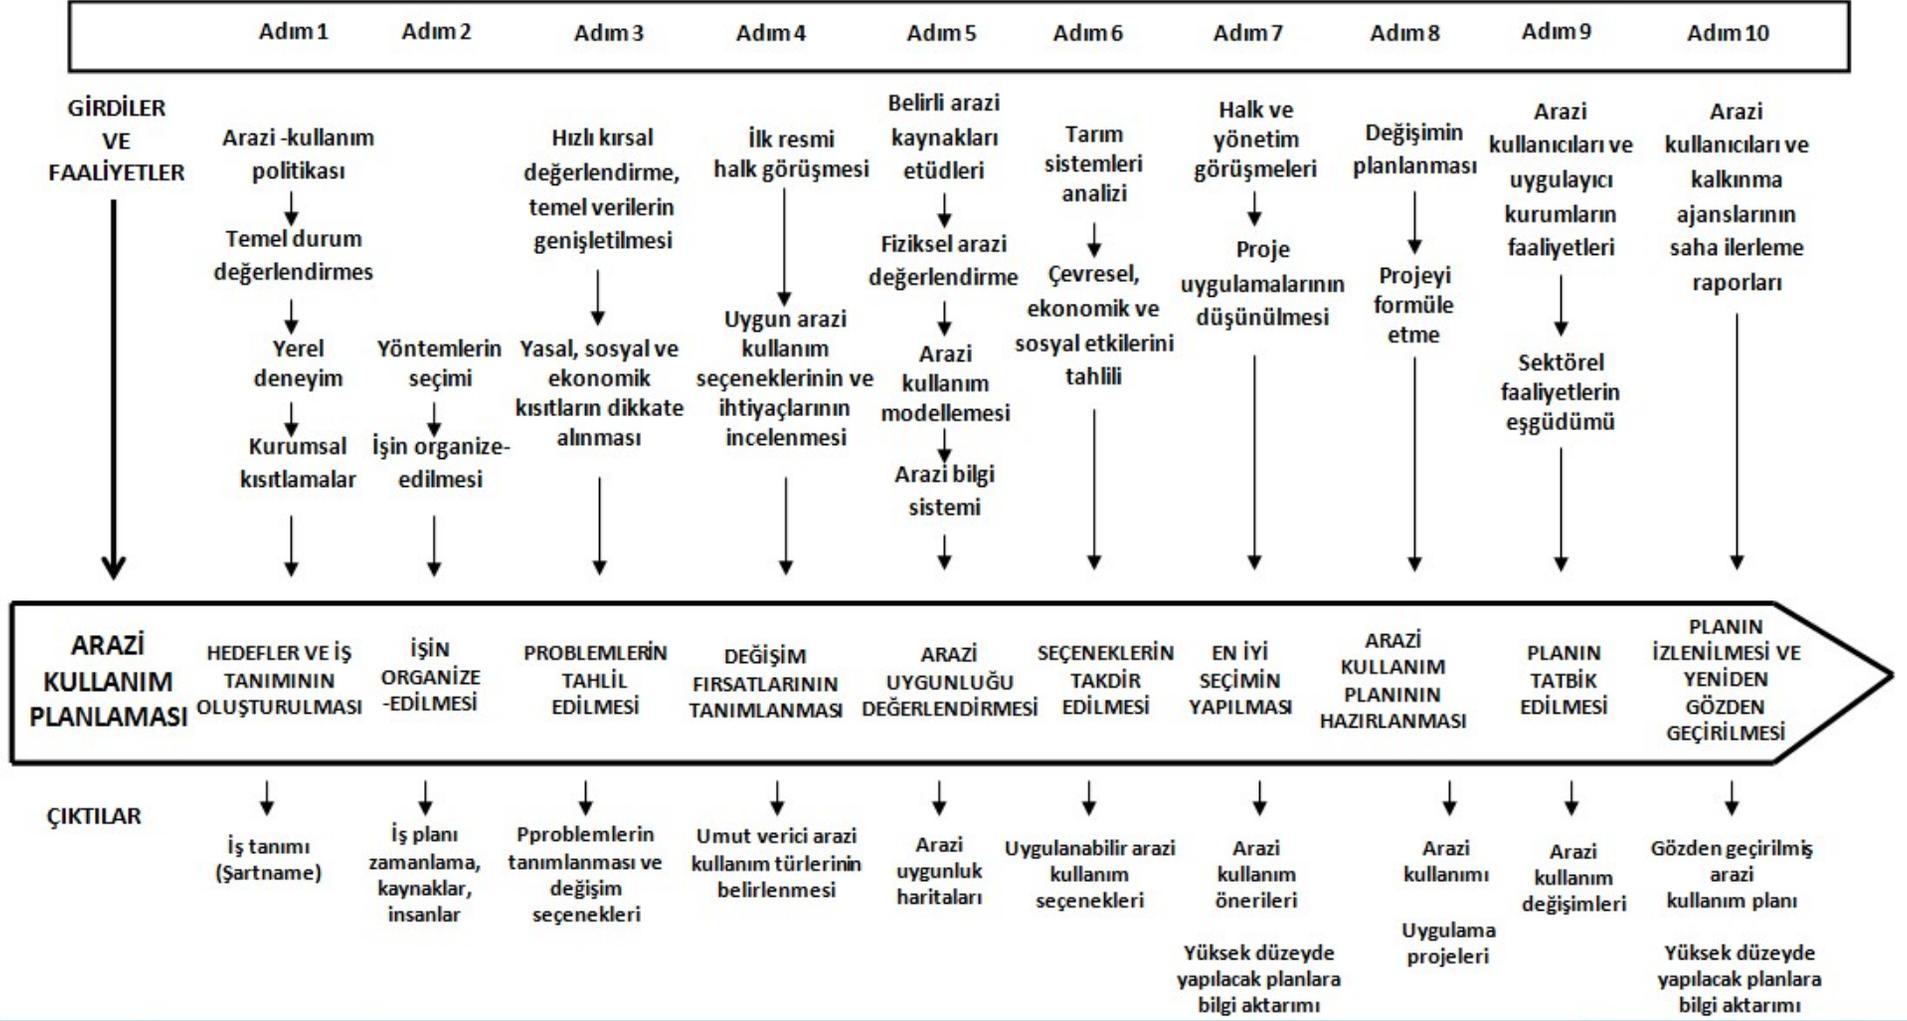 Adım 1
Adım 2
Adım 3
Adım 4
Adım 5
Adım 6
Adım 7
Adım 8
Adım 9
Adım 10
GİRDİLER
VE
FAALİYETLER
Arazi -kullanım
politikası
Temel durum
değerlendirmes
Yerel
deneyim
Kurumsal
kısıtlamalar
Yöntemlerin
seçimi
İşin organize-
edilmesi
Hızlı kırsal
değerlendirme,
temel verilerin
genişletilmesi
Yasal, sosyal ve
ekonomik
kısıtların dikkate
alınması
İlk resmi
halk görüşmesi
Uygun arazi
kullanım
seçeneklerinin ve
ihtiyaçlarının
incelenmesi
Belirli arazi
kaynakları
etüdleri
Fiziksel arazi
değerlendirme
Arazi
kullanım
modellemesi
Arazi bilgi
sistemi
Tarım
sistemleri
analizi
Çevresel,
ekonomik ve
sosyal etkilerini
tahlili
Halk ve
yönetim
görüşmeleri
Proje
uygulamalarının
düşünülmesi
Değişimin
planlanması
Projeyi
formüle
etme
Arazi
kullanıcıları ve
uygulayıcı
kurumların
faaliyetleri
Sektörel
faaliyetlerin
eşgüdümü
Arazi
kullanıcıları ve
kalkınma
ajanslarının
saha ilerleme
raporları
ARAZİ
KULLANIM
PLANLAMASI
HEDEFLER VE İŞ
TANIMININ
OLUŞTURULMASI
İŞİN
ORGANİZE
-EDİLMESİ
PROBLEMLERİN
TAHLİL
EDİLMESİ
DEĞİŞİM
FIRSATLARININ
TANIMLANMASI
ARAZİ
UYGUNLUĞU
DEĞERLENDİRMESİ
SEÇENEKLERİN
TAKDİR
EDİLMESİ
EN İYİ
SEÇİMİN
YAPILMASI
ARAZİ
KULLANIM
PLANININ
HAZIRLANMASI
PLANIN
TATBİK
EDİLMESİ
PLANIN
İZLENİLMESİ VE
YENİDEN
GÖZDEN
GEÇİRİLMESİ
ÇIKTILAR
İş tanımı
(Şartname)
İş planı
zamanlama,
kaynaklar,
insanlar
Pproblemlerin
tanımlanması ve
değişim
seçenekleri
Umut verici arazi
kullanım türlerinin
belirlenmesi
Arazi
uygunluk
haritaları
Uygulanabilir arazi
kullanım
seçenekleri
Arazi
kullanım
önerileri
Yüksek düzeyde
yapılacak planlara
bilgi aktarımı
Arazi
kullanımı
Uygulama
projeleri
Arazi
kullanım
değişimleri
Gözden geçirilmiş
arazi
kullanım planı
Yüksek düzeyde
yapılacak planlara
bilgi aktarımı